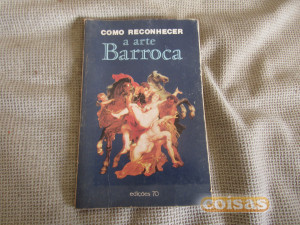 COMO RECONHECER
a arte
Barroca
edições 70
coisas